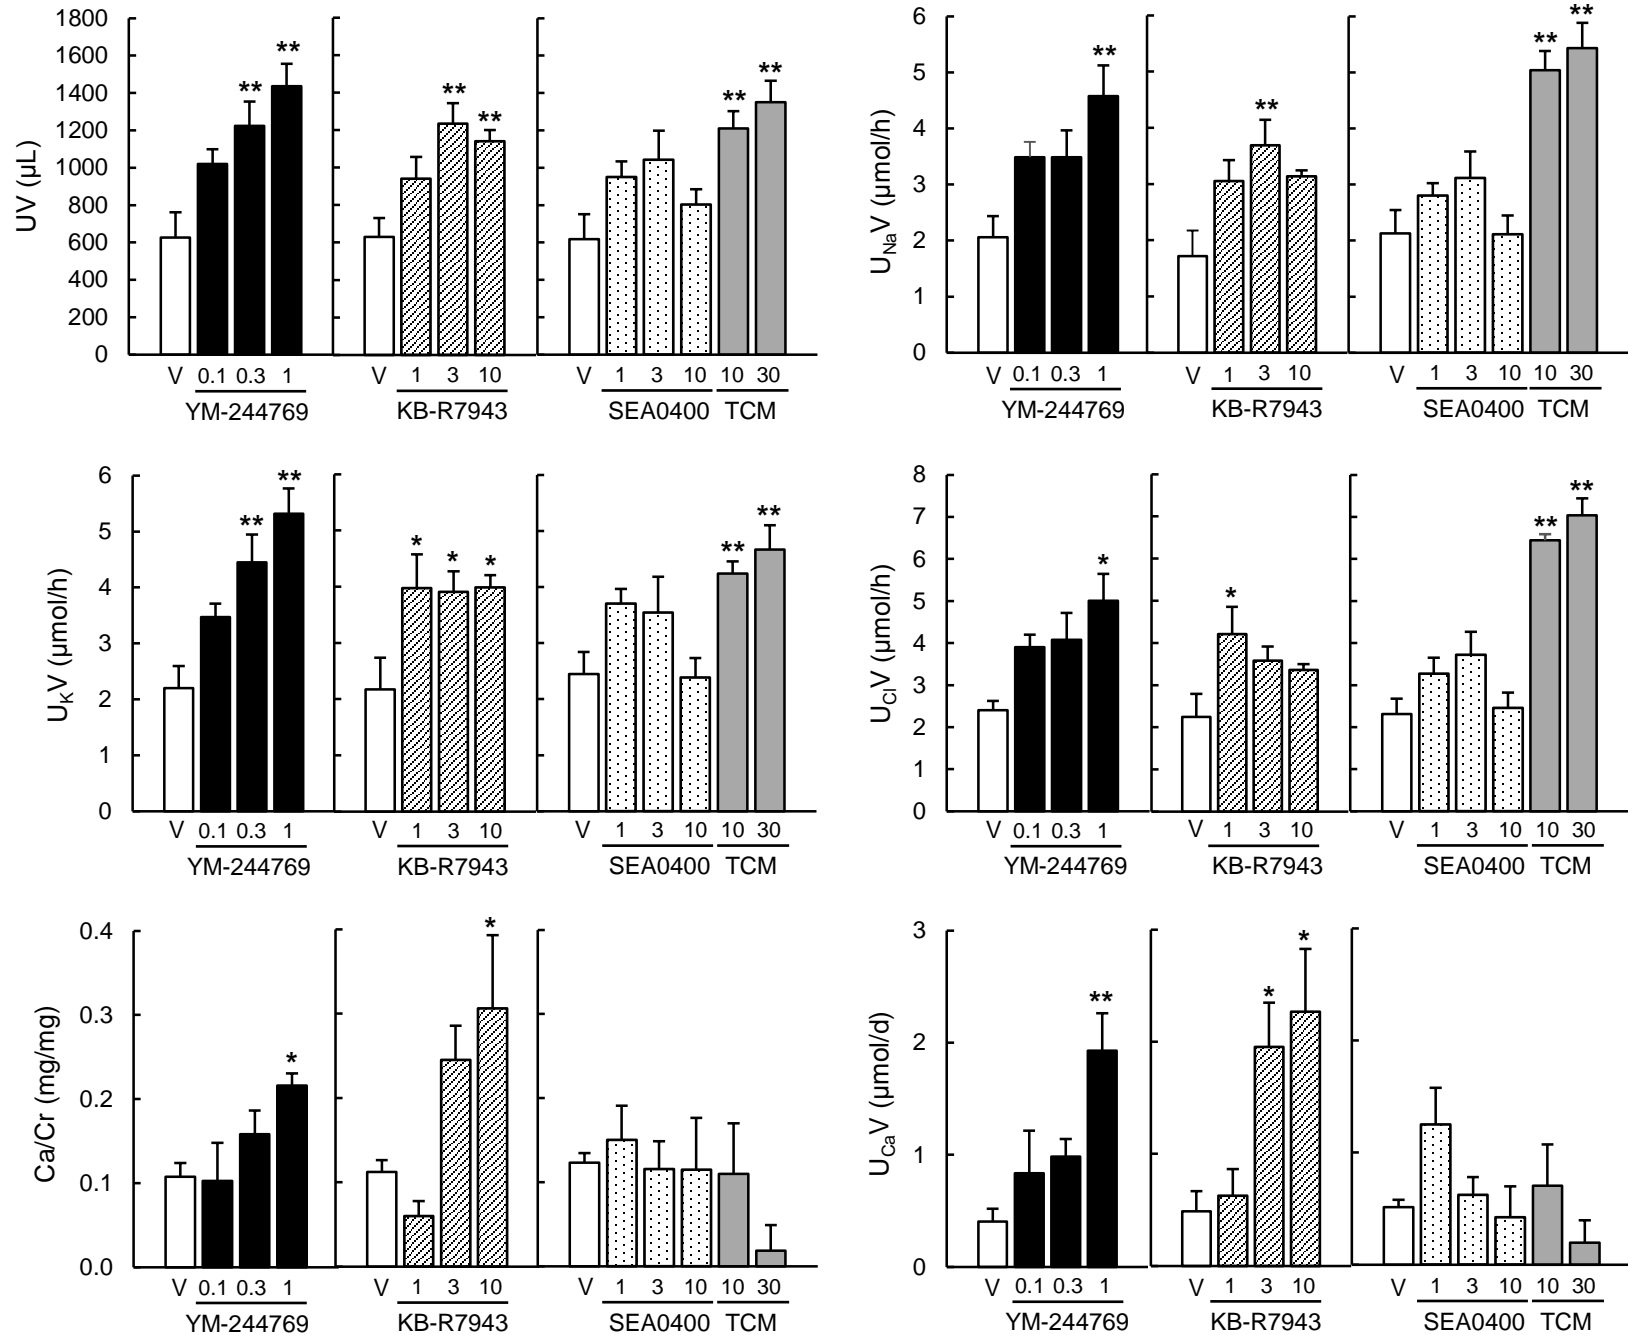 UV (μL)
1800
1600
1400
1200
1000
800
600
400
200
0
** ** ** ** ** **
V 0.1 0.3 1 V 1 3 10 V 1 3 10 10 30
YM-244769 KB-R7943 SEA0400 TCM
UNaV (μmol/h)
6
5
4
3
2
1
0
** ** ** **
V 0.1 0.3 1 V 1 3 10 V 1 3 10 10 30
YM-244769 KB-R7943 SEA0400 TCM
UKV (μmol/h)
6
5
4
3
2
1
0
** ** * * * ** **
V 0.1 0.3 1 V 1 3 10 V 1 3 10 10 30
YM-244769 KB-R7943 SEA0400 TCM
UClV (μmol/h)
8
7
6
5
4
3
2
1
0
* * ** **
V 0.1 0.3 1 V 1 3 10 V 1 3 10 10 30
YM-244769 KB-R7943 SEA0400 TCM
Ca/Cr (mg/mg)
0.4
0.3
0.2
0.1
0.0
* *
V 0.1 0.3 1 V 1 3 10 V 1 3 10 10 30
YM-244769 KB-R7943 SEA0400 TCM
UCaV (μmol/d)
3
2
1
0
** * *
V 0.1 0.3 1 V 1 3 10 V 1 3 10 10 30
YM-244769 KB-R7943 SEA0400 TCM